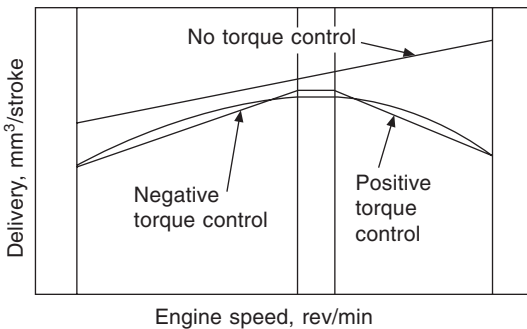 No torque control
Delivery, mm³/stroke
Negative
torque control
Positive
torque
control
Engine speed, rev/min